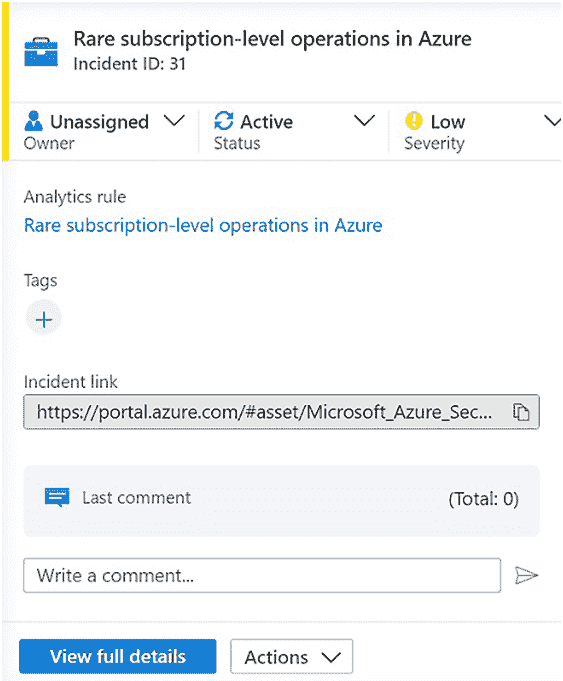 Rare subscription-level operations in Azure
Incident ID: 31
Unassigned Active Low
Owner Status Severity
Analytics rule
Rare subscription-level operations in Azure
Tags
+
Incident link
https://portal.azure.com/#asset/Microsoft_Azure_Sec...
Last comment (Total: 0)
Write a comment...
View full details Actions